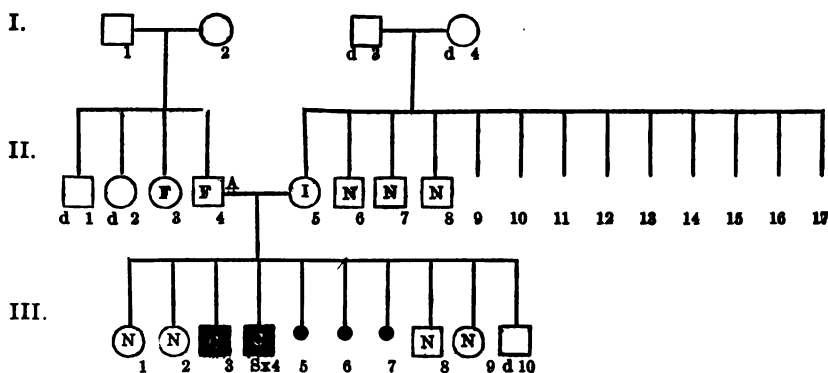 I.
1 2 d 3 d 4
II.
F F A I N N N
d 1 d 2 3 4 5 6 7 8 9 10 11 12 13 14 15 16 17
III.
N N N N
1 2 3 Sx4 5 6 7 8 9 d 10